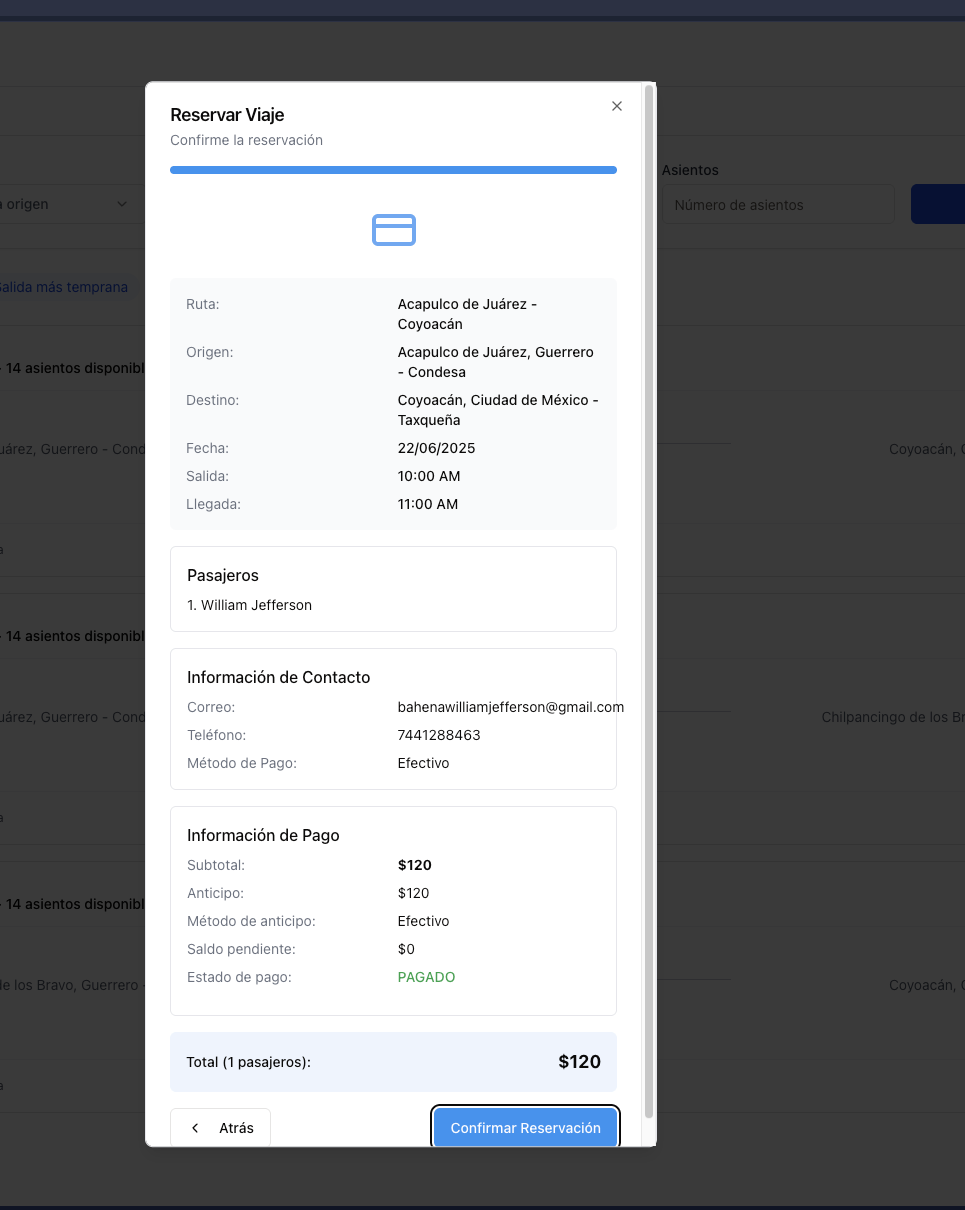 Reservar Viaje
Confirme la reservación
Asientos
origen
Número de asientos
Salida más temprana
Ruta: Acapulco de Juárez -
Coyoacán
Origen: Acapulco de Juárez, Guerrero
- Condesa
14 asientos disponibl
Destino: Coyoacán, Ciudad de México -
Taxqueña
Fecha: 22/06/2025
uárez, Guerrero - Cond
Coyoacán,
Salida: 10:00 AM
Llegada: 11:00 AM
Pasajeros
1. William Jefferson
14 asientos disponibl
Información de Contacto
Correo: bahenawilliamjefferson@gmail.com
uárez, Guerrero - Cond
Chilpancingo de los Br
Teléfono: 7441288463
Método de Pago: Efectivo
Información de Pago
Subtotal: $120
Anticipo: $120
14 asientos disponibl
Método de anticipo: Efectivo
Saldo pendiente: $0
Estado de pago: PAGADO
de los Bravo, Guerrero -
Coyoacán,
Total (1 pasajeros): $120
Atrás
Confirmar Reservación